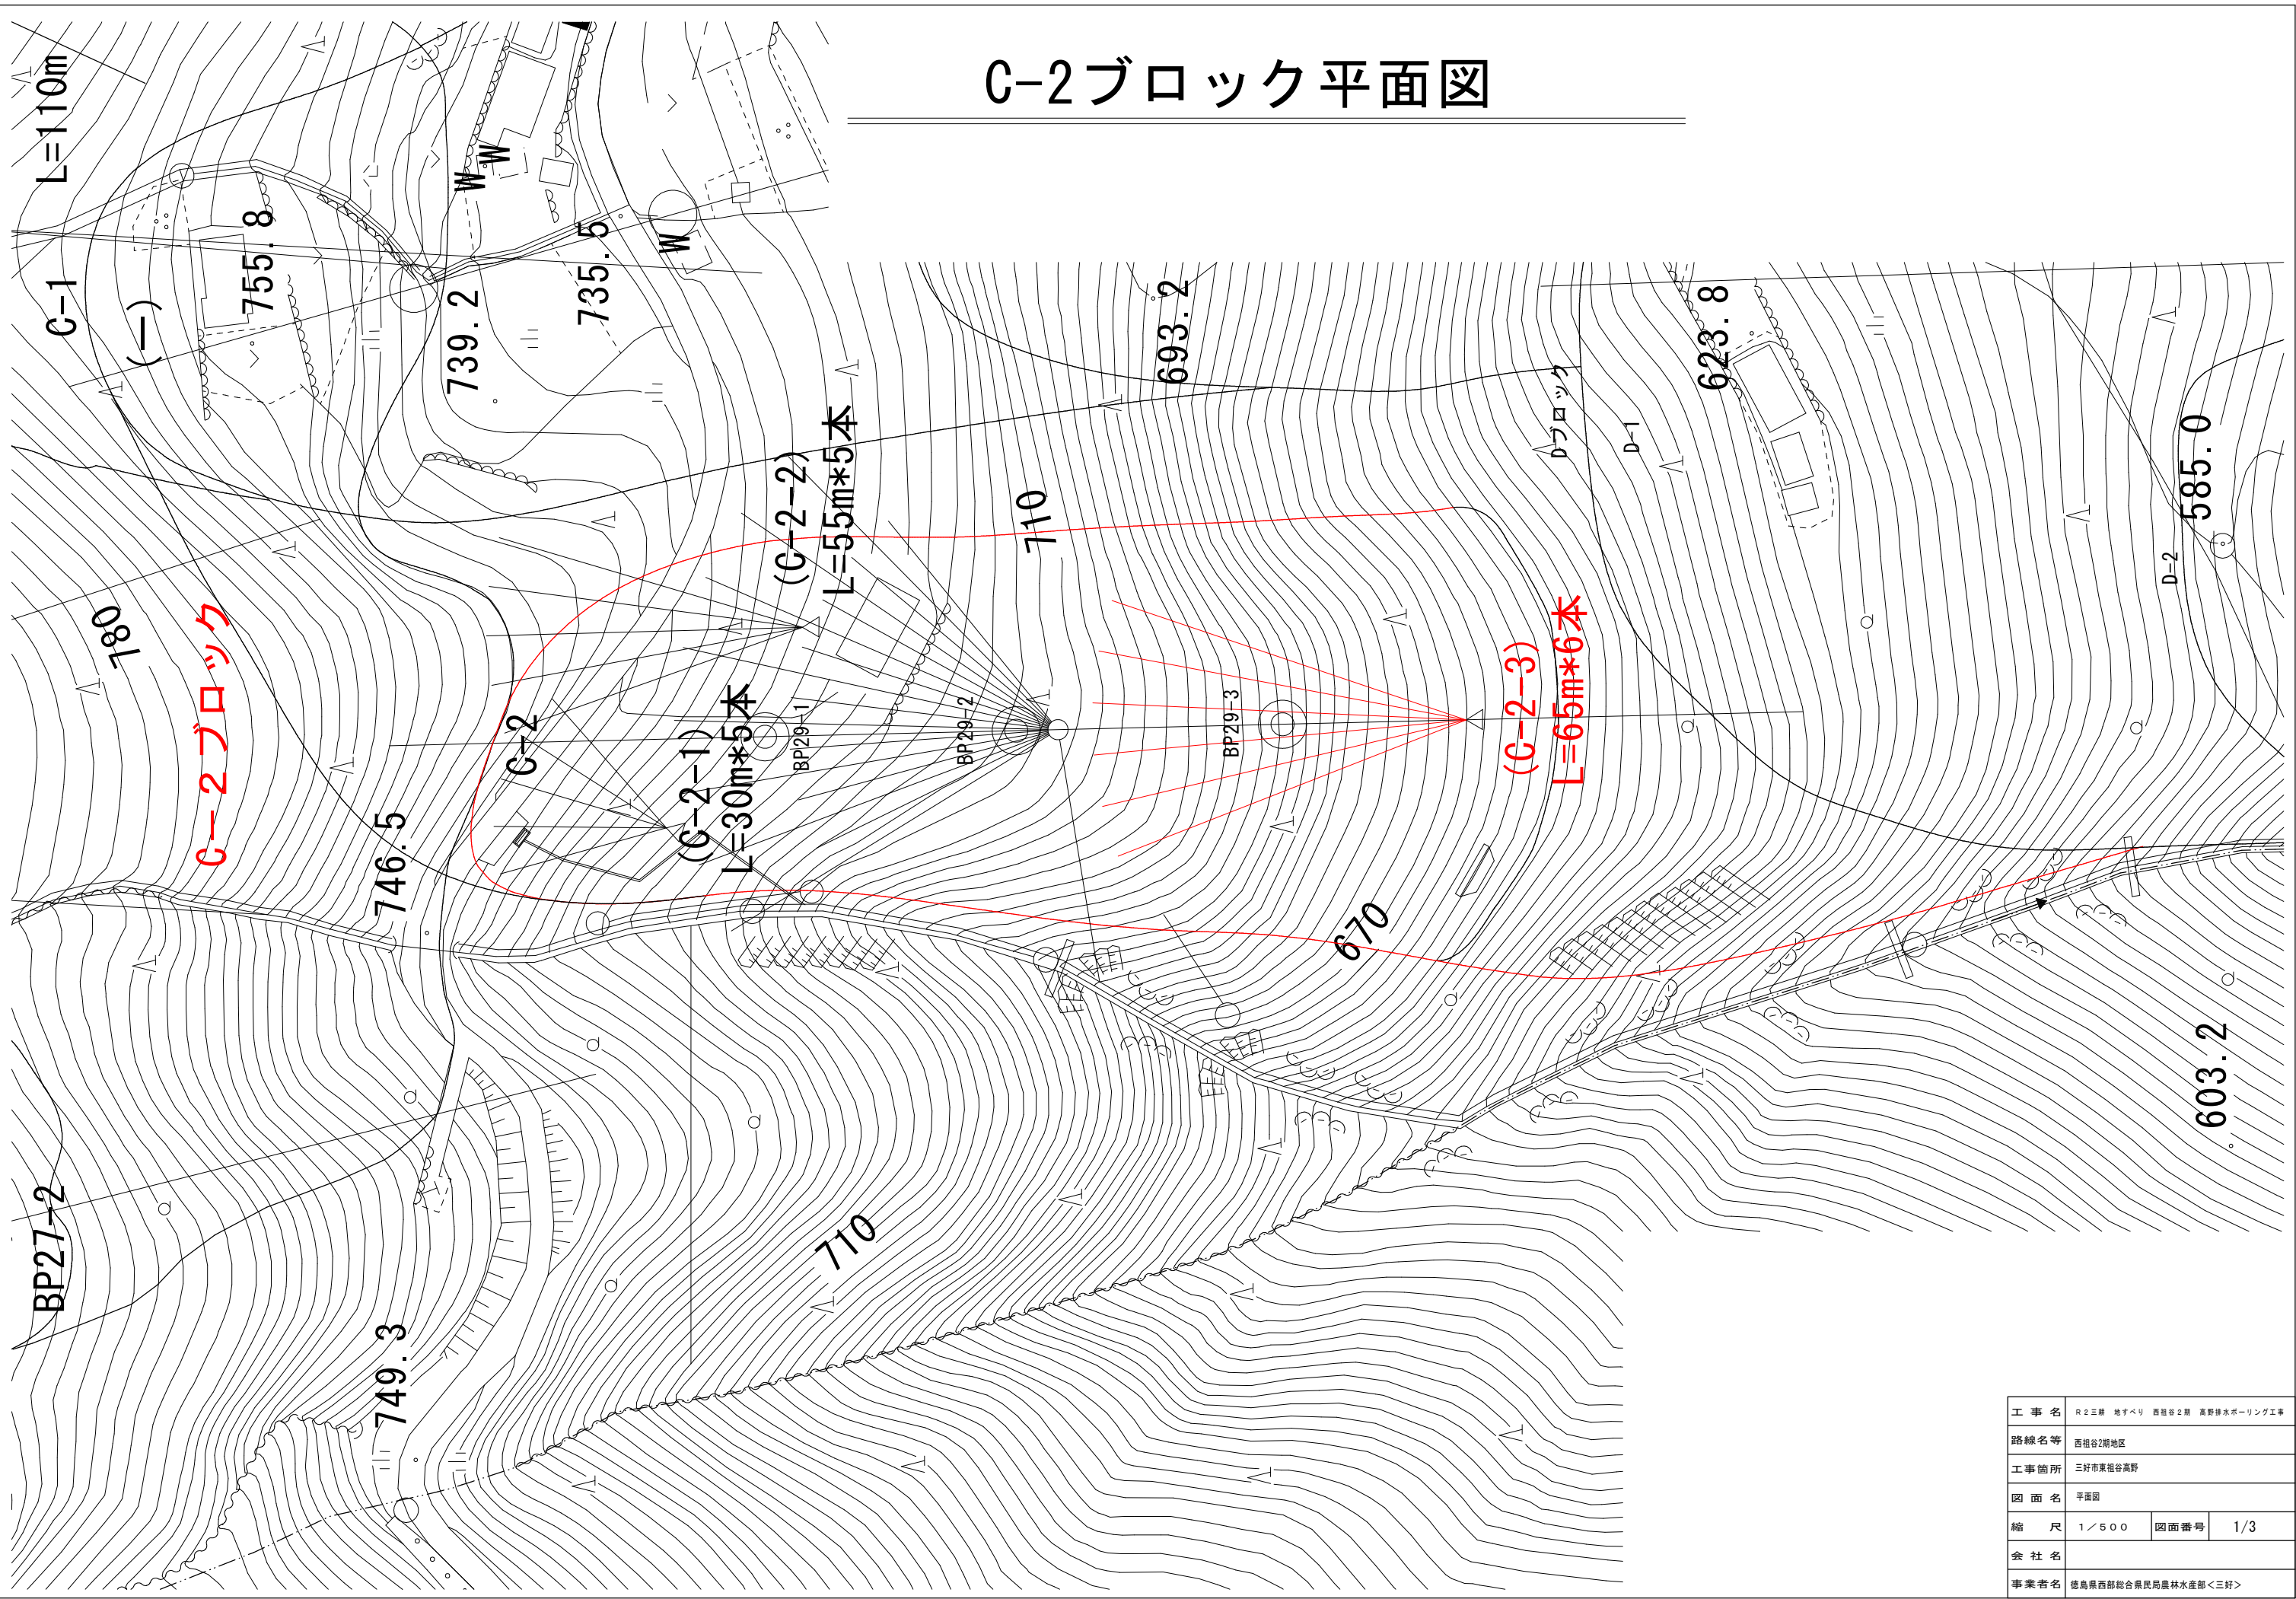 C-2ブロック平面図
L=110m
C-1
(一)
755.8
W
W
W
739.2
735.5
693.2
623.8
585.0
Dブロック
D-1
D-2
(C-2-2)
L=55m*5本
710
780
C-2ブロック
C-2
(C-2-1)
L=30m*5本
BP29-1
BP29-2
BP29-3
(C-2-3)
L=65m*6本
746.5
670
603.2
BP27-2
749.3
710
工事名 R2三耕 地すべり 西祖谷2期 高野排水ボーリング工事
路線名等 西祖谷2期地区
工事箇所 三好市東祖谷高野
図面名 平面図
縮尺 1/500 図面番号 1/3
会社名
事業者名 徳島県西部総合県民局農林水産部<三好>